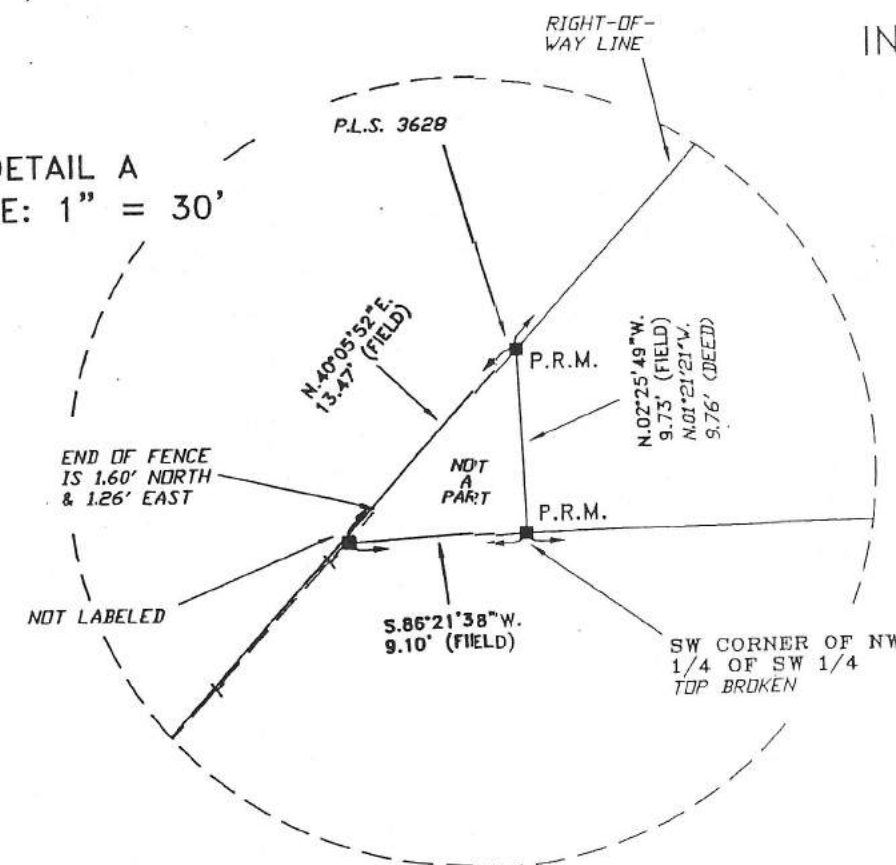 RIGHT-OF-
WAY LINE
IN
P.L.S. 3628
DETAIL A
E: 1" = 30'
N.40°05'52"E.
13.47' (FIELD)
P.R.M.
N.02°25'49"W.
9.73' (FIELD)
N.01°21'21"W.
9.76' (DEED)
END OF FENCE
IS 1.60' NORTH
& 1.26' EAST
NOT
A
PART
P.R.M.
NOT LABELED
S.86°21'38"W.
9.10' (FIELD)
SW CORNER OF NW
1/4 OF SW 1/4
TOP BROKEN